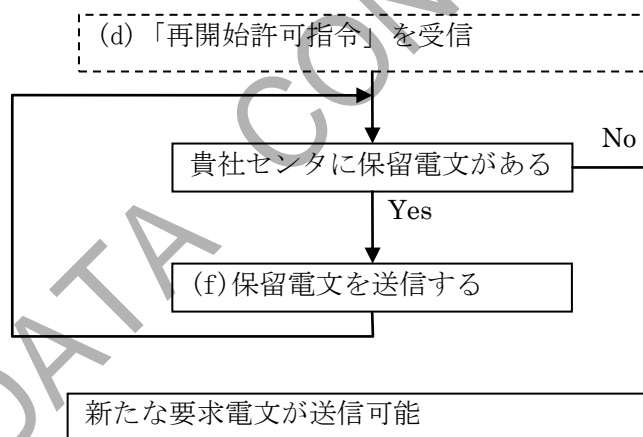 (d)「再開始許可指令」を受信
貴社センタに保留電文がある
No
Yes
(f)保留電文を送信する
新たな要求電文が送信可能
DATA CON